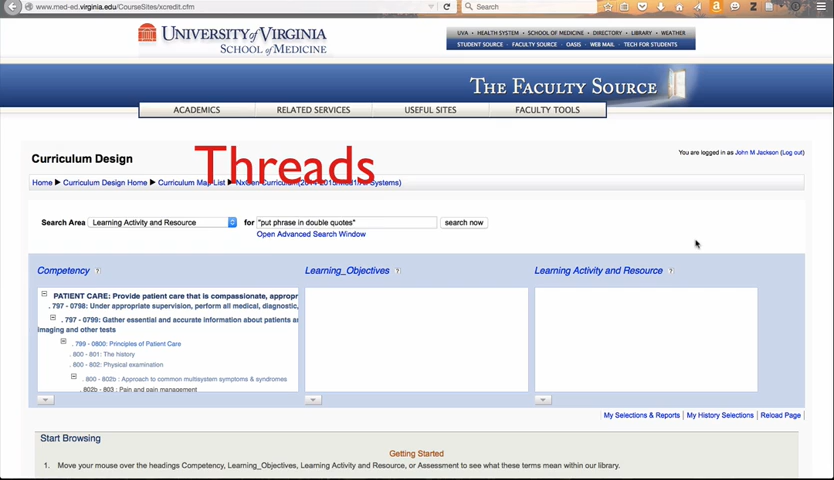 www.med-ed.virginia.edu/CourseSites/xcredit.cfm
Search
UNIVERSITY of VIRGINIA
SCHOOL of MEDICINE
UVA • HEALTH SYSTEM • SCHOOL OF MEDICINE • DIRECTORY • LIBRARY • WEATHER
STUDENT SOURCE • FACULTY SOURCE • OASIS • WEB MAIL • TECH FOR STUDENTS
THE FACULTY SOURCE
ACADEMICS RELATED SERVICES USEFUL SITES FACULTY TOOLS
Curriculum Design
Threads
You are logged in as John M Jackson (Log out)
Home ▶ Curriculum Design Home ▶ Curriculum Map List ▶ NxGen Curriculum Systems)
Search Area Learning Activity and Resource for "put phrase in double quotes" search now
Open Advanced Search Window
Competency ? Learning_Objectives ? Learning Activity and Resource ?
PATIENT CARE: Provide patient care that is compassionate, appropr
. 797 - 0798: Under appropriate supervision, perform all medical, diagnostic,
. 797 - 0799: Gather essential and accurate information about patients a
imaging and other tests
. 799 - 0800: Principles of Patient Care
. 800 - 801: The history
. 800 - 802: Physical examination
. 800 - 802b : Approach to common multisystem symptoms & syndromes
. 802b - 803 : Pain and pain management
My Selections & Reports | My History Selections | Reload Page
Start Browsing
Getting Started
1. Move your mouse over the headings Competency, Learning_Objectives, Learning Activity and Resource, or Assessment to see what these terms mean within our library.